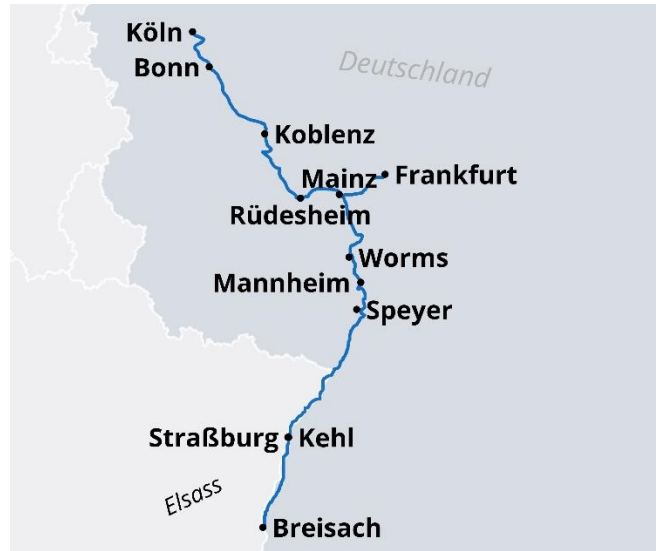 Köln
Deutschland
Bonn
Koblenz
Mainz
Frankfurt
Rüdesheim
Worms
Mannheim
Speyer
Straßburg
Kehl
Elsass
Breisach